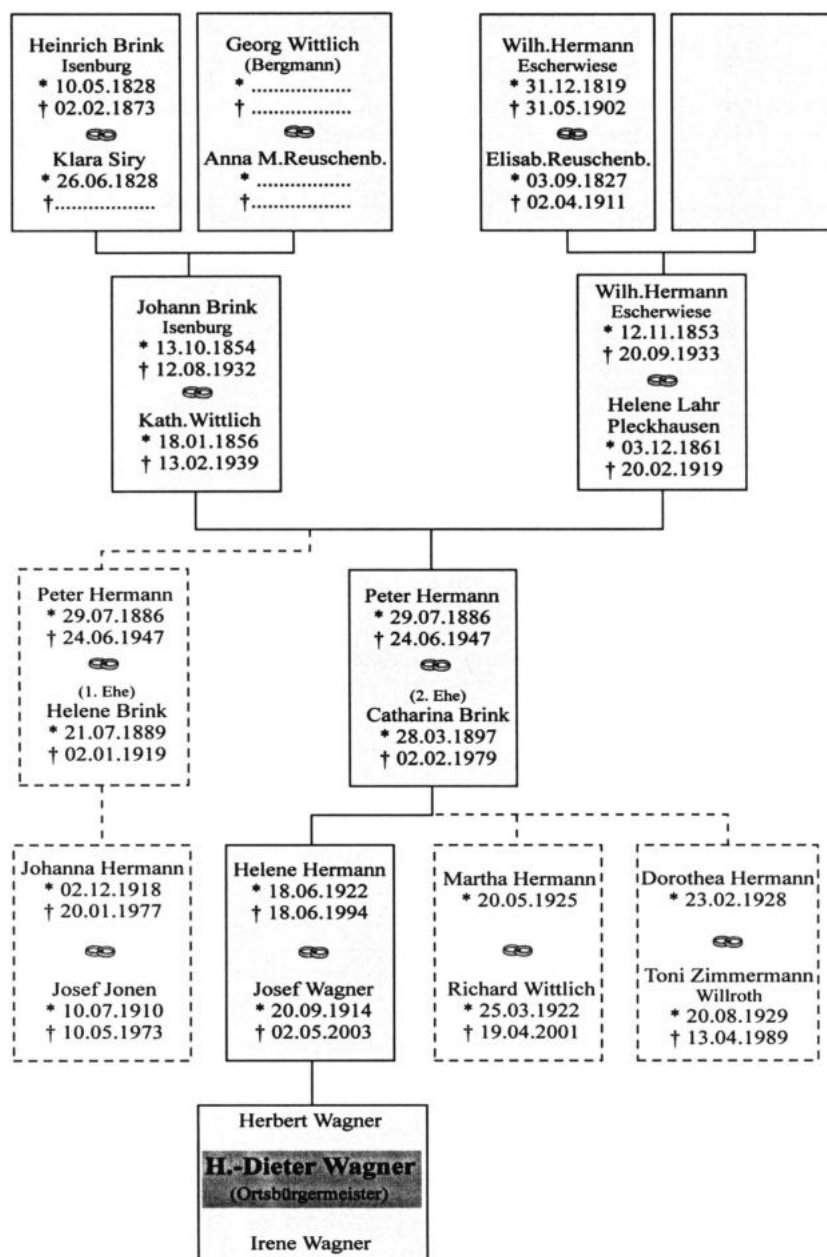 Heinrich Brink
Isenburg
* 10.05.1828
† 02.02.1873
Klara Siry
* 26.06.1828
†..................
Georg Wittlich
(Bergmann)
* ...................
† ...................
Anna M.Reuschenb.
* ..................
†...................
Wilh.Hermann
Escherwiese
* 31.12.1819
† 31.05.1902
Elisab.Reuschenb.
* 03.09.1827
† 02.04.1911
Johann Brink
Isenburg
* 13.10.1854
† 12.08.1932
Kath.Wittlich
* 18.01.1856
† 13.02.1939
Wilh.Hermann
Escherwiese
* 12.11.1853
† 20.09.1933
Helene Lahr
Pleckhausen
* 03.12.1861
† 20.02.1919
Peter Hermann
* 29.07.1886
† 24.06.1947
(1. Ehe)
Helene Brink
* 21.07.1889
† 02.01.1919
Peter Hermann
* 29.07.1886
† 24.06.1947
(2. Ehe)
Catharina Brink
* 28.03.1897
† 02.02.1979
Johanna Hermann
* 02.12.1918
† 20.01.1977
Josef Jonen
* 10.07.1910
† 10.05.1973
Helene Hermann
* 18.06.1922
† 18.06.1994
Josef Wagner
* 20.09.1914
† 02.05.2003
Martha Hermann
* 20.05.1925
Richard Wittlich
* 25.03.1922
† 19.04.2001
Dorothea Hermann
* 23.02.1928
Toni Zimmermann
Willroth
* 20.08.1929
† 13.04.1989
Herbert Wagner
H.-Dieter Wagner
(Ortsbürgermeister)
Irene Wagner